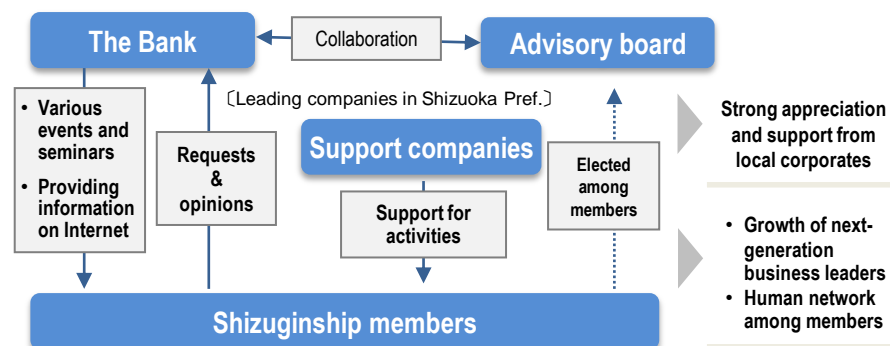 The Bank
Collaboration
Advisory board
• Various
events and
seminars
• Providing
information
on Internet
Requests
&
opinions
〔Leading companies in Shizuoka Pref.〕
Support companies
Support for
activities
Elected
among
members
Shizuginship members
Strong appreciation
and support from
local corporates
• Growth of next-
generation
business leaders
• Human network
among members